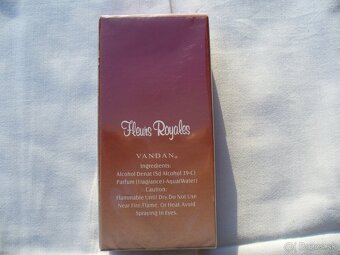 Fleurs Royales
VANDAN®
Ingredients:
Alcohol Denat (Sd Alcohol 39-C)
Parfum (Fragrance)-Aqua(Water)
Caution:
Flammable Until Dry. Do Not Use
Near Fire. Flame, Or Heat-Avoid
Spraying in Eyes.